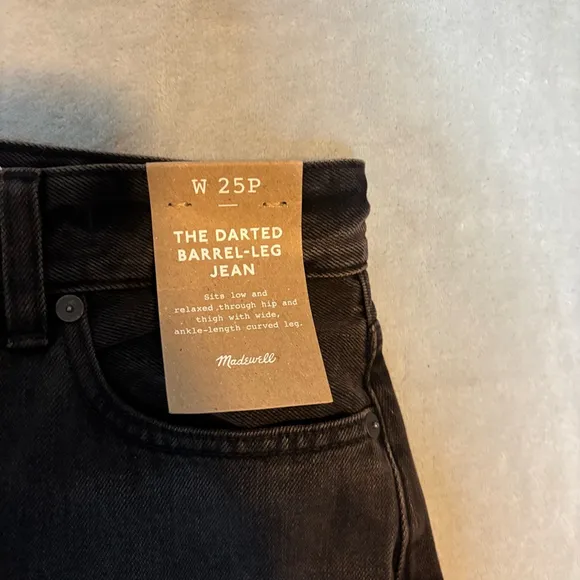 W 25P
—
THE DARTED
BARREL-LEG
JEAN
Sits low and
relaxed through hip and
thigh with wide,
ankle-length curved leg.
Madewell